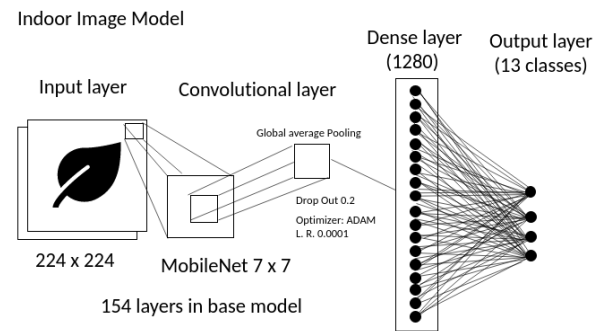 Indoor Image Model
Input layer
Convolutional layer
Dense layer
(1280)
Output layer
(13 classes)
Global average Pooling
Drop Out 0.2
Optimizer: ADAM
L. R. 0.0001
224 x 224
MobileNet 7 x 7
154 layers in base model